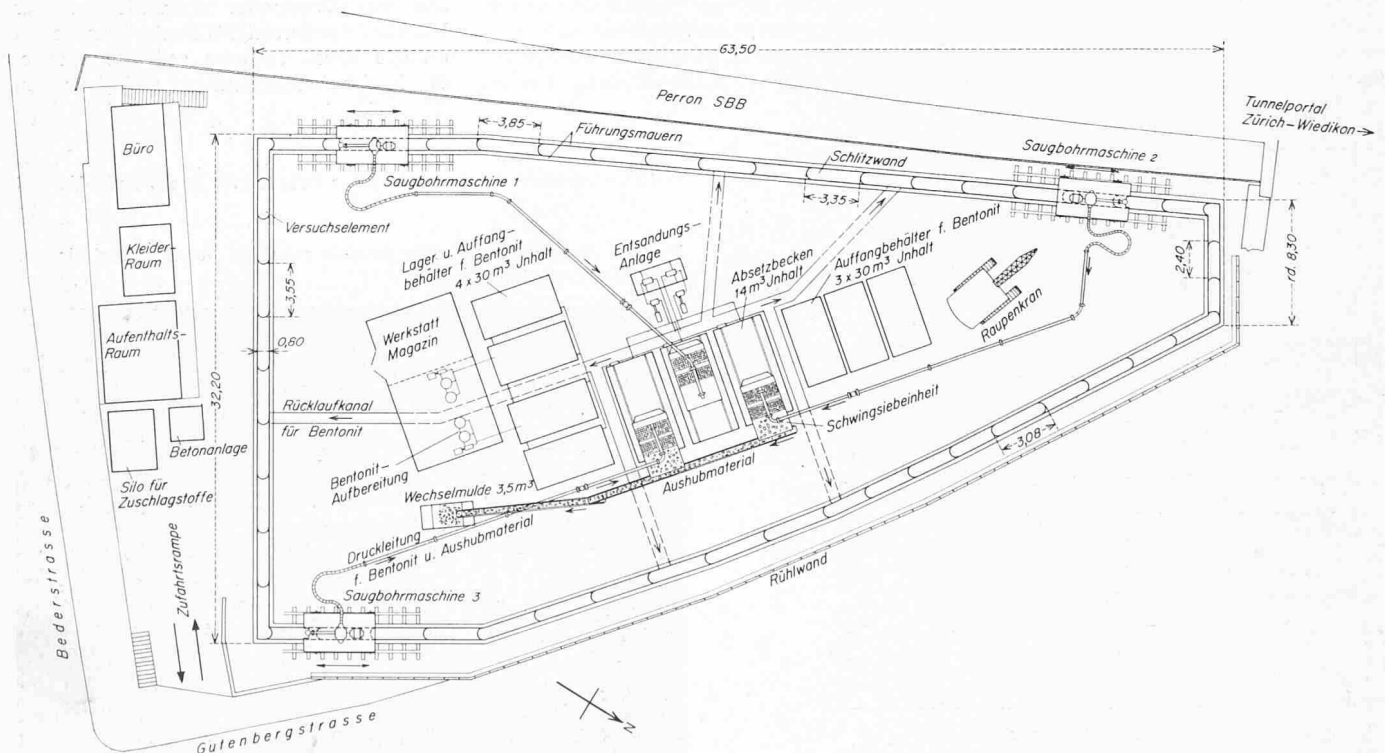 63,50
Perron SBB
Tunnelportal
Zürich-Wiedikon
Büro
3,85
Führungsmauern
Saugbohrmaschine 2
Schlitzwand
Saugbohrmaschine 1
3,35
Kleider-
Raum
Versuchselement
Lager u. Auffang-
behälter f. Bentonit
4 x 30 m³ Jnhalt
Entsandungs-
Anlage
Absetzbecken
14 m³ Jnhalt
Auffangbehälter f. Bentonit
3 x 30 m³ Jnhalt
2,40
rd. 8,30
3,55
Raupenkran
Aufenthalts-
Raum
Werkstatt
Magazin
0,60
32,20
Rücklaufkanal
für Bentonit
Schwingsiebeinheit
Betonanlage
3,08
Silo für
Zuschlagstoffe
Bentonit-
Aufbereitung
Aushubmaterial
Wechselmulde 3,5 m³
Druckleitung
f. Bentonit u. Aushubmaterial
Rühlwand
Saugbohrmaschine 3
Zufahrtsrampe
Bederstrasse
Gutenbergstrasse
N